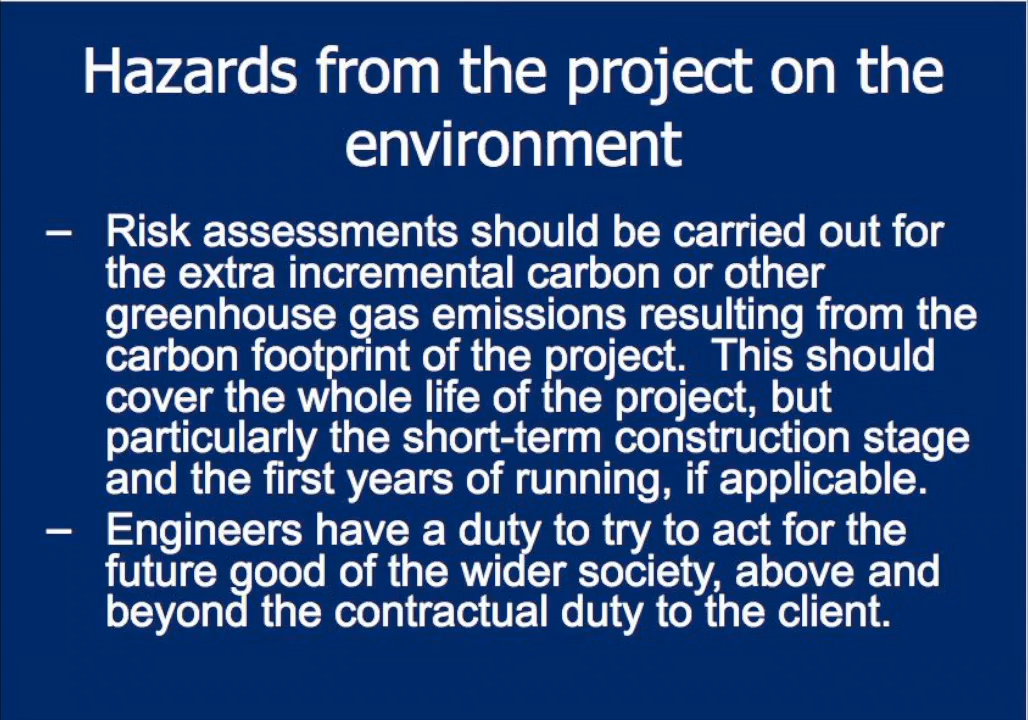 Hazards from the project on the
environment
– Risk assessments should be carried out for
the extra incremental carbon or other
greenhouse gas emissions resulting from the
carbon footprint of the project.  This should
cover the whole life of the project, but
particularly the short-term construction stage
and the first years of running, if applicable.
– Engineers have a duty to try to act for the
future good of the wider society, above and
beyond the contractual duty to the client.